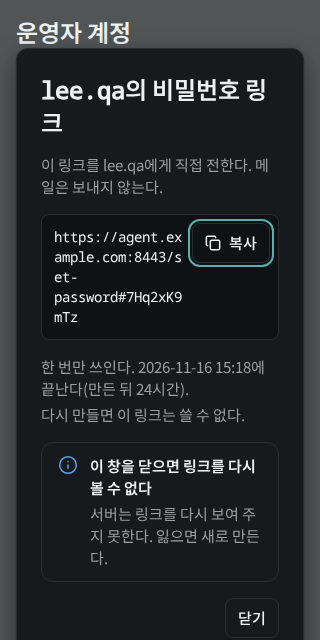 운영자 계정
lee.qa의 비밀번호 링
크
이 링크를 lee.qa에게 직접 전한다. 메
일은 보내지 않는다.
https://agent.ex
ample.com:8443/s
et-
password#7Hq2xK9
mTz
복사
한 번만 쓰인다. 2026-11-16 15:18에
끝난다(만든 뒤 24시간).
다시 만들면 이 링크는 쓸 수 없다.
이 창을 닫으면 링크를 다시
볼 수 없다
서버는 링크를 다시 보여 주
지 못한다. 잃으면 새로 만든
다.
닫기